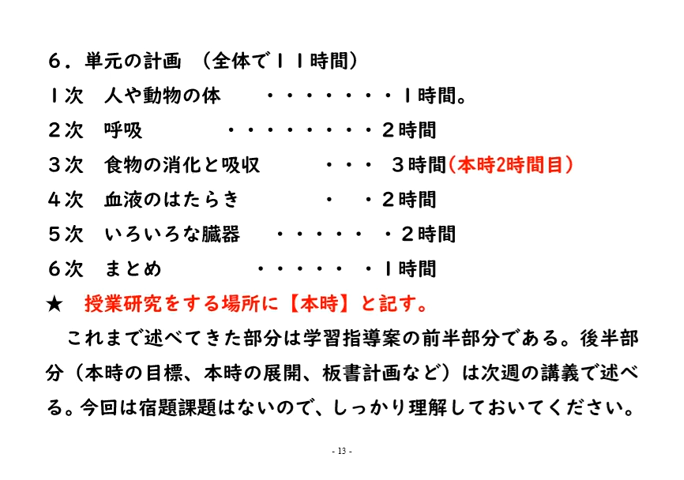 ６．単元の計画　（全体で１１時間）
１次　人や動物の体　　・・・・・・・１時間。
２次　呼吸　　　　・・・・・・・・２時間
３次　食物の消化と吸収　　　・・・　３時間(本時2時間目）
４次　血液のはたらき　　　　・　・２時間
５次　いろいろな臓器　　・・・・・　・２時間
６次　まとめ　　　　　・・・・・　・１時間
★　授業研究をする場所に【本時】と記す。
　これまで述べてきた部分は学習指導案の前半部分である。後半部
分（本時の目標、本時の展開、板書計画など）は次週の講義で述べ
る。今回は宿題課題はないので、しっかり理解しておいてください。
- 13 -